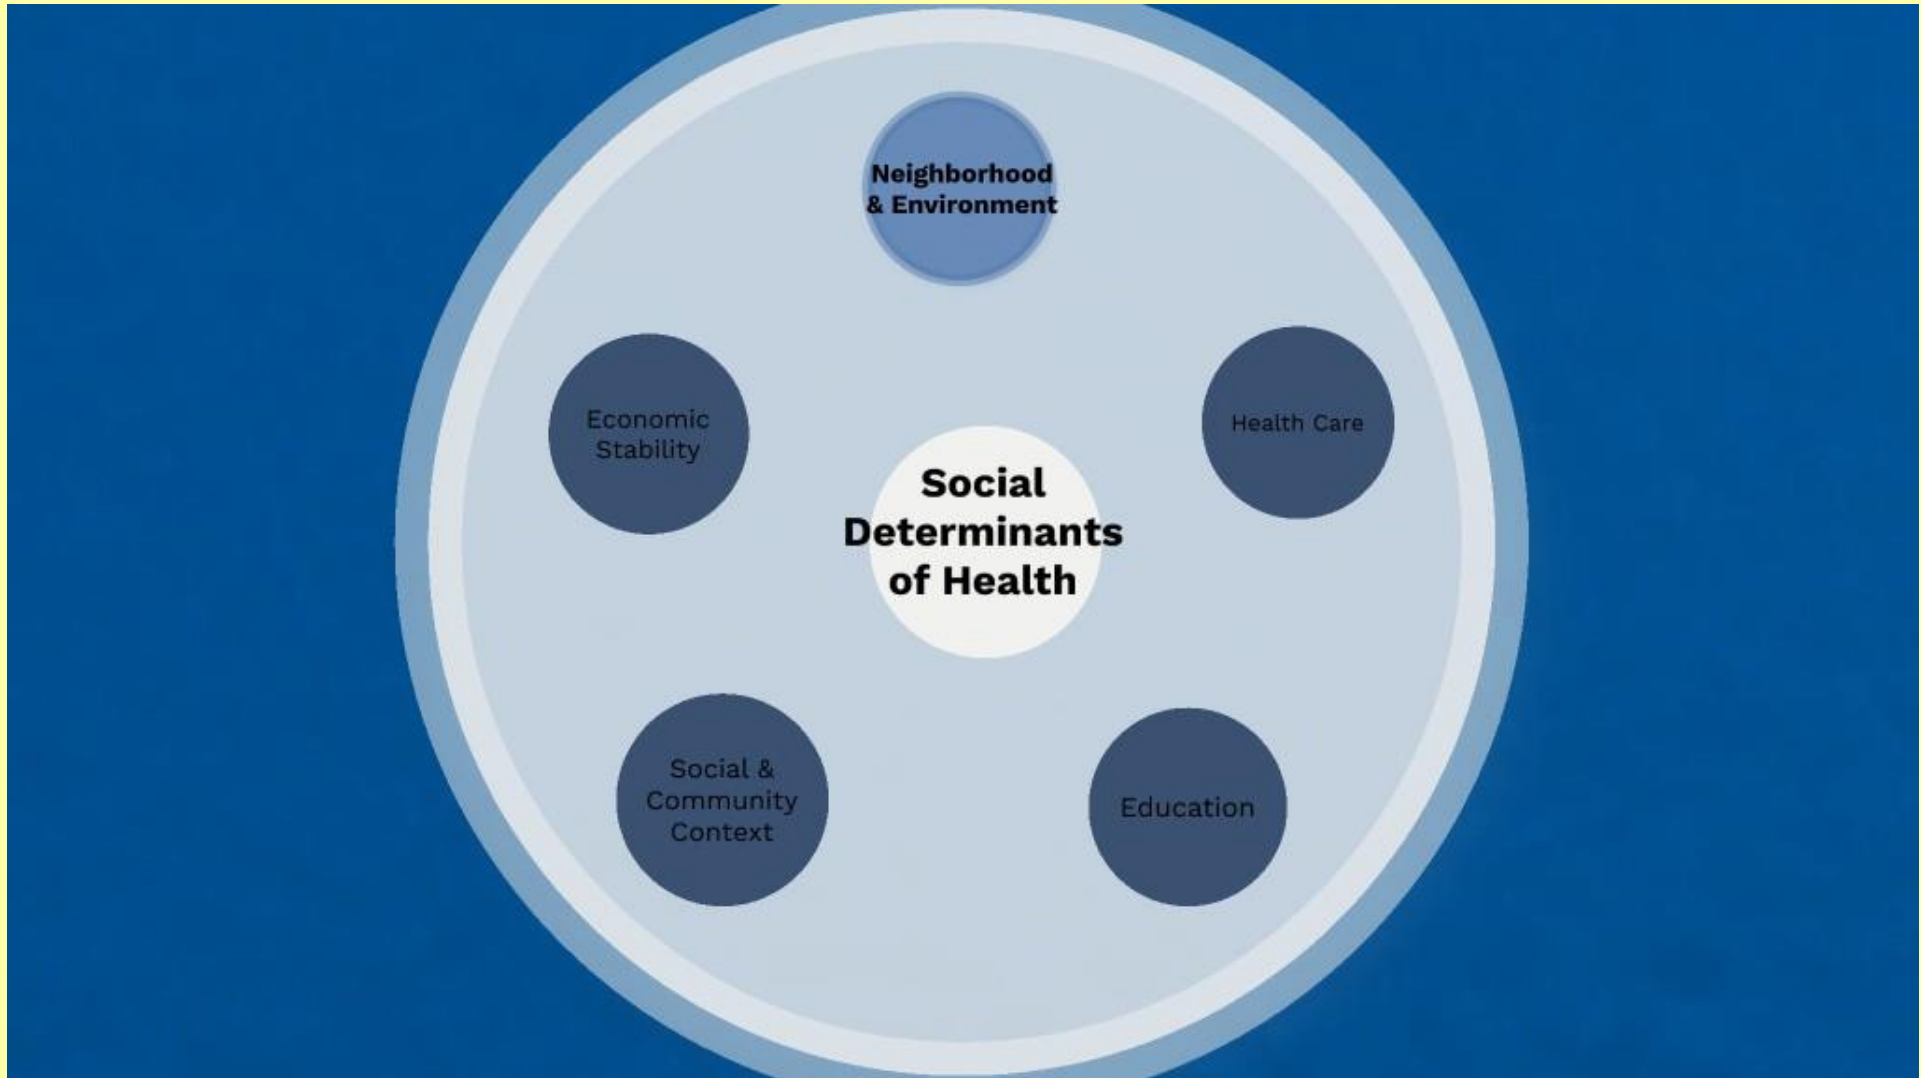 Neighborhood
& Environment
Economic
Stability
Health Care
Social
Determinants
of Health
Social &
Community
Context
Education